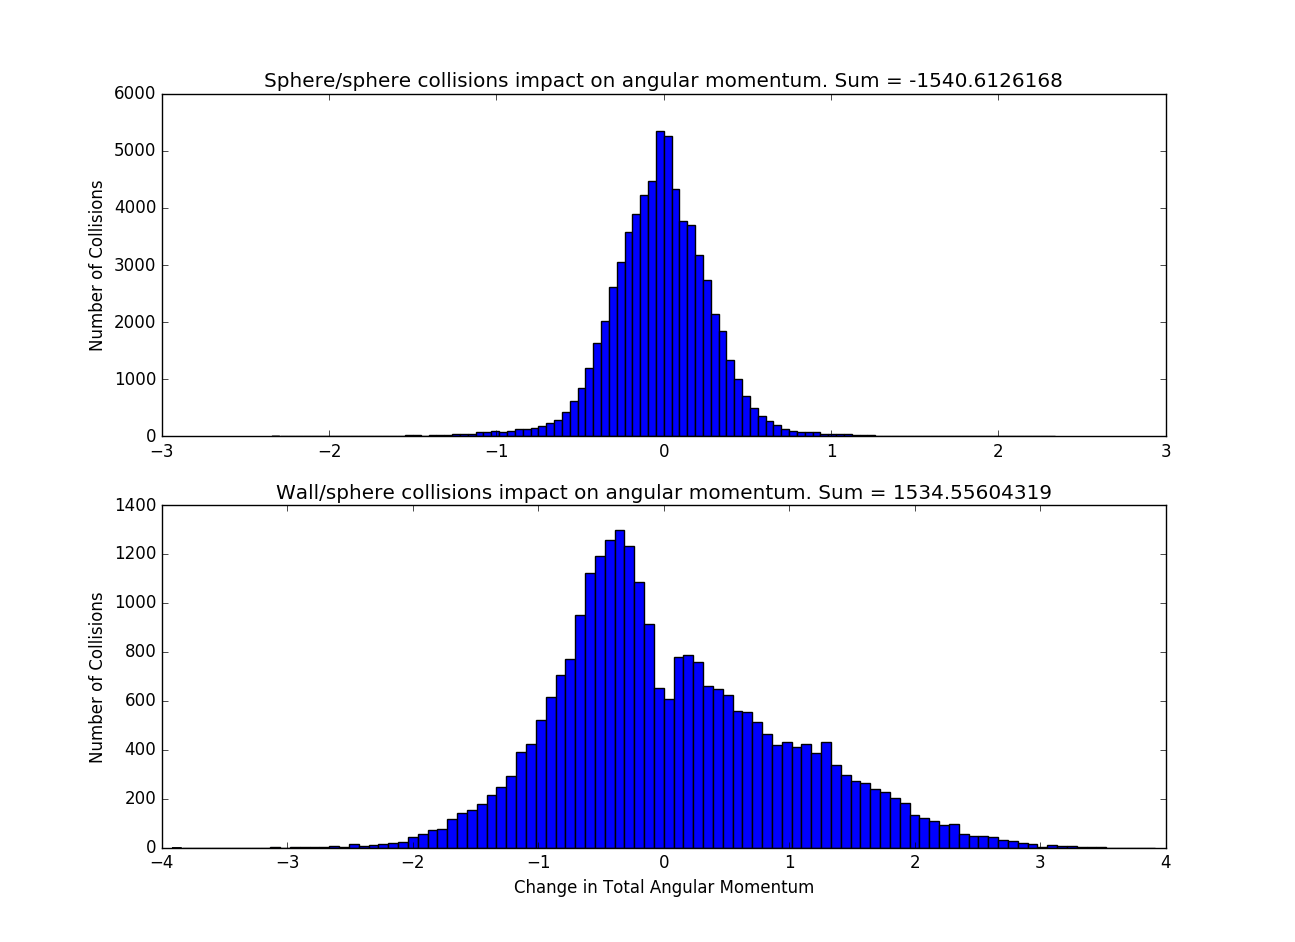 Sphere/sphere collisions impact on angular momentum. Sum = -1540.6126168
6000
5000
4000
3000
2000
1000
0
Number of Collisions
−3 −2 −1 0 1 2 3
Wall/sphere collisions impact on angular momentum. Sum = 1534.55604319
1400
1200
1000
800
600
400
200
0
Number of Collisions
−4 −3 −2 −1 0 1 2 3 4
Change in Total Angular Momentum